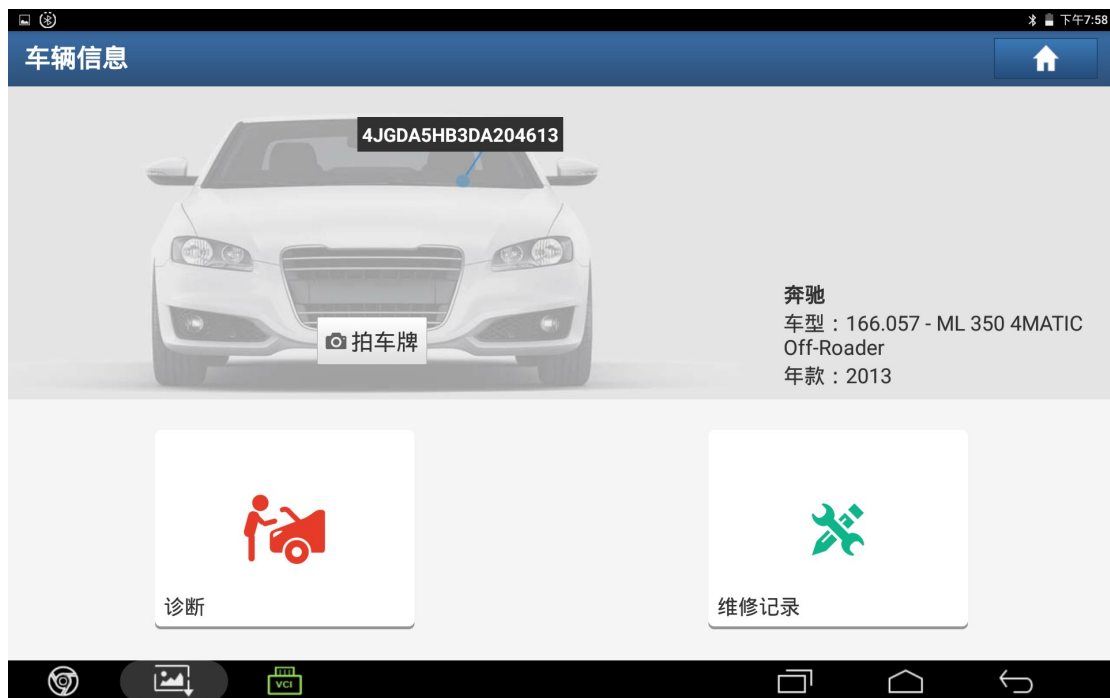 下午7:58
车辆信息
4JGDA5HB3DA204613
拍车牌
奔驰
车型：166.057 - ML 350 4MATIC
Off-Roader
年款：2013
诊断
维修记录
VCI